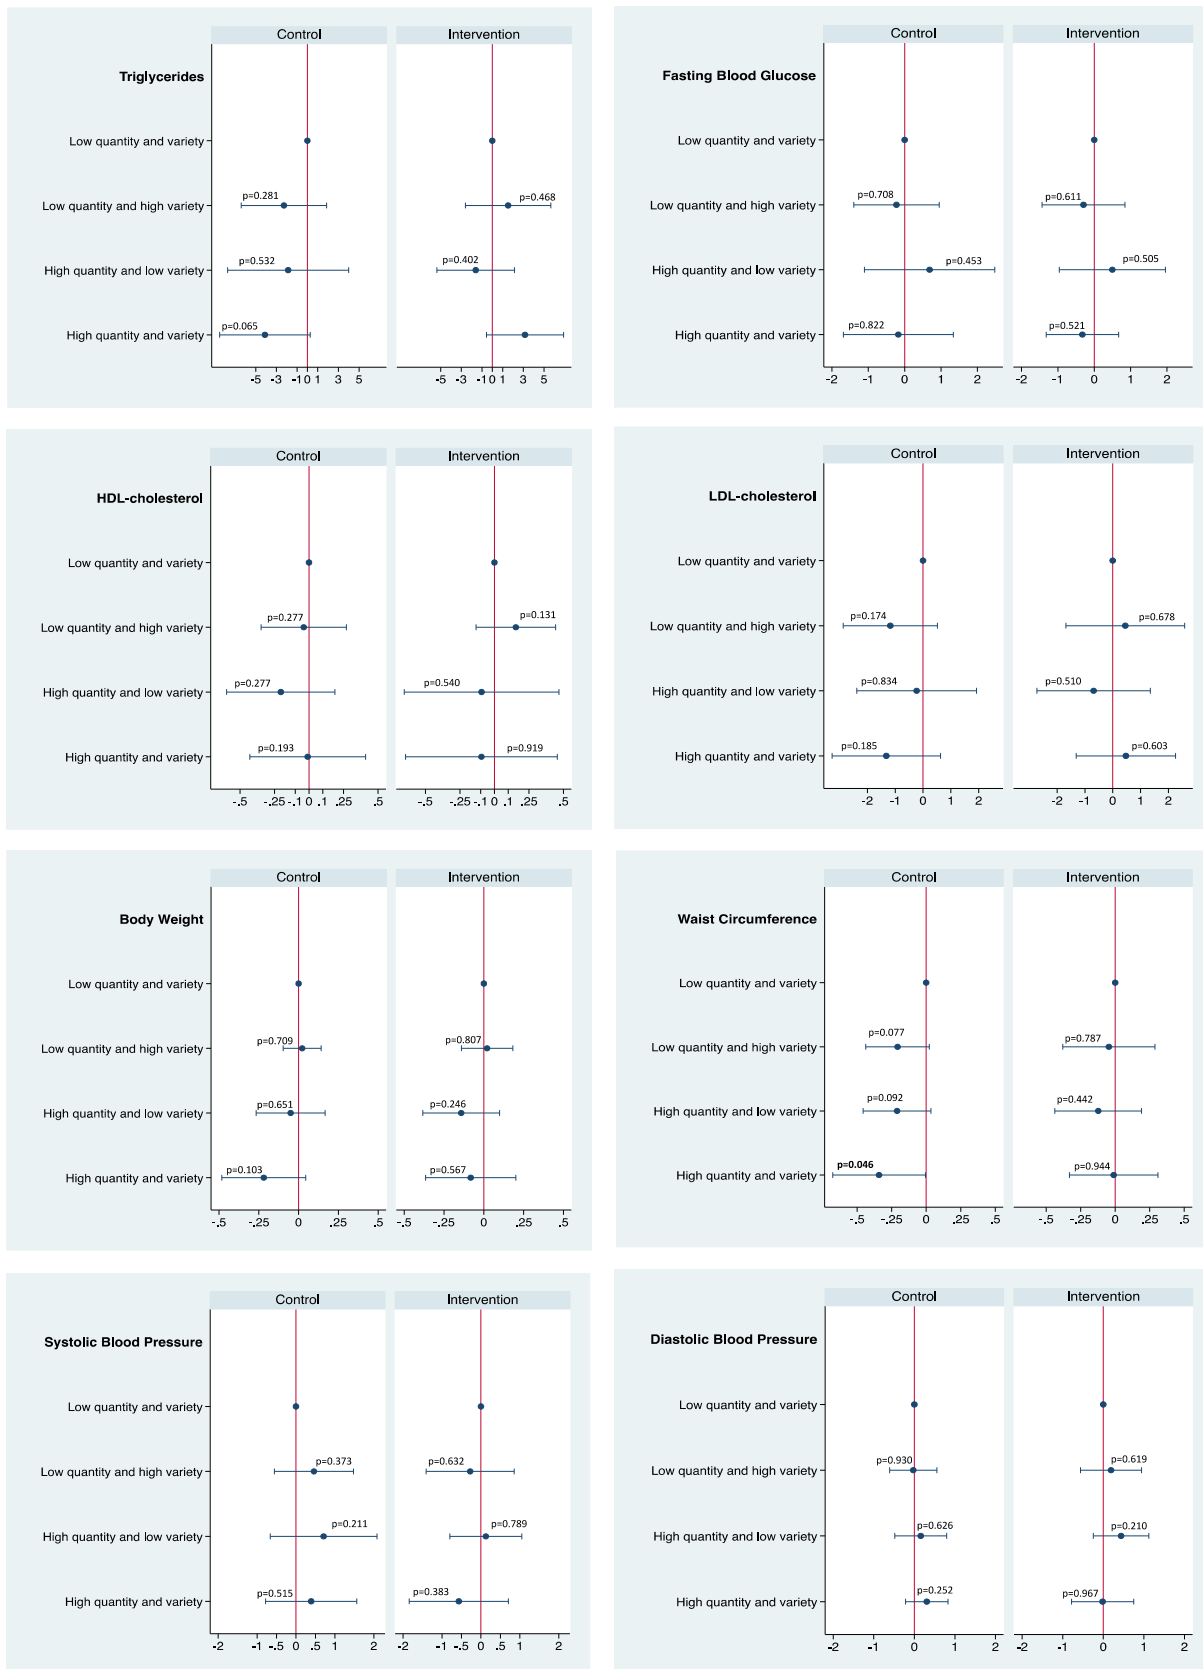 Control Intervention
Triglycerides
Low quantity and variety
p=0.281 p=0.468
Low quantity and high variety
p=0.532 p=0.402
High quantity and low variety
p=0.065
High quantity and variety
-5 -3 -1 0 1 3 5 -5 -3 -1 0 1 3 5
Control Intervention
Fasting Blood Glucose
Low quantity and variety
p=0.708 p=0.611
Low quantity and high variety
p=0.453 p=0.505
High quantity and low variety
p=0.822 p=0.521
High quantity and variety
-2 -1 0 1 2 -2 -1 0 1 2
Control Intervention
HDL-cholesterol
Low quantity and variety
p=0.277 p=0.131
Low quantity and high variety
p=0.277 p=0.540
High quantity and low variety
p=0.193 p=0.919
High quantity and variety
-.5 -.25 -.1 0 .1 .25 .5 -.5 -.25 -.1 0 .1 .25 .5
Control Intervention
LDL-cholesterol
Low quantity and variety
p=0.174 p=0.678
Low quantity and high variety
p=0.834 p=0.510
High quantity and low variety
p=0.185 p=0.603
High quantity and variety
-2 -1 0 1 2 -2 -1 0 1 2
Control Intervention
Body Weight
Low quantity and variety
p=0.709 p=0.807
Low quantity and high variety
p=0.651 p=0.246
High quantity and low variety
p=0.103 p=0.567
High quantity and variety
-.5 -.25 0 .25 .5 -.5 -.25 0 .25 .5
Control Intervention
Waist Circumference
Low quantity and variety
p=0.077 p=0.787
Low quantity and high variety
p=0.092 p=0.442
High quantity and low variety
p=0.046 p=0.944
High quantity and variety
-.5 -.25 0 .25 .5 -.5 -.25 0 .25 .5
Control Intervention
Systolic Blood Pressure
Low quantity and variety
p=0.373 p=0.632
Low quantity and high variety
p=0.211 p=0.789
High quantity and low variety
p=0.515 p=0.383
High quantity and variety
-2 -1 -.5 0 .5 1 2 -2 -1 -.5 0 .5 1 2
Control Intervention
Diastolic Blood Pressure
Low quantity and variety
p=0.930 p=0.619
Low quantity and high variety
p=0.626 p=0.210
High quantity and low variety
p=0.252 p=0.967
High quantity and variety
-2 -1 0 1 2 -2 -1 0 1 2